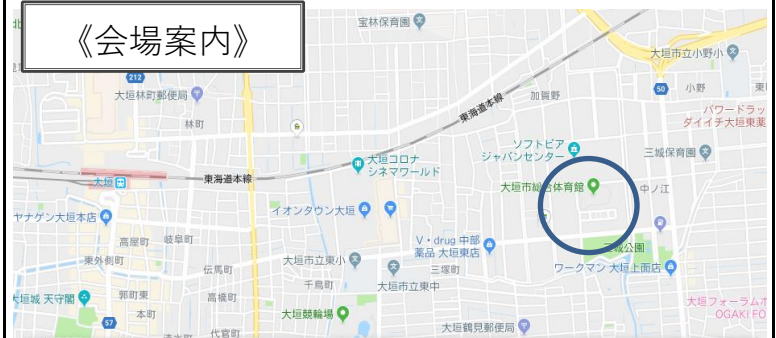 《会場案内》
宝林保育園
大垣市立小野小
212
大垣林町郵便局
50
小野
加賀野
東海道本線
パワードラッ
ダイイチ大垣東薬
林町
ソフトピア
ジャパンセンター
三城保育園
大垣コロナ
シネマワールド
東海道本線
大垣
大垣市総合体育館
中ノ江
ヤナゲン大垣本店
イオンタウン大垣
高屋町
岐阜町
V・drug 中部
薬品 大垣東店
三城公園
東外側町
伝馬町
大垣市立東小
三塚町
ワークマン 大垣上面店
千鳥町
大垣市立東中
大垣城 天守閣
郭町東
高橋町
大垣フォーラムホ
OGAKI FO
本町
大垣競輪場
57
代官町
大垣鶴見郵便局